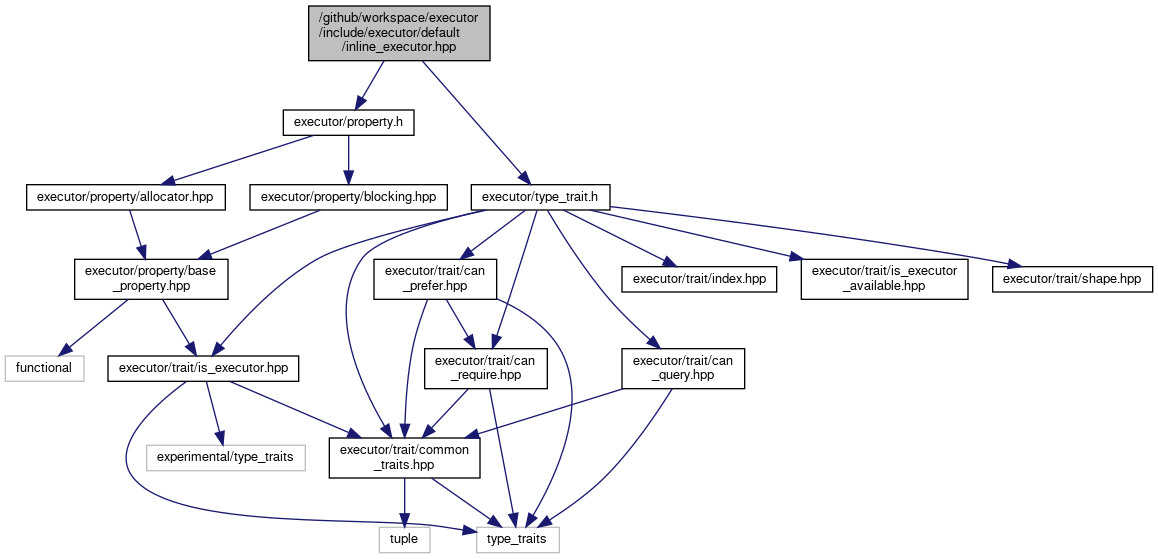 /github/workspace/executor
/include/executor/default
/inline_executor.hpp
executor/property.h
executor/property/allocator.hpp
executor/property/blocking.hpp
executor/type_trait.h
executor/property/base
_property.hpp
executor/trait/can
_prefer.hpp
executor/trait/index.hpp
executor/trait/is_executor
_available.hpp
executor/trait/shape.hpp
functional
executor/trait/is_executor.hpp
executor/trait/can
_require.hpp
executor/trait/can
_query.hpp
experimental/type_traits
executor/trait/common
_traits.hpp
tuple
type_traits